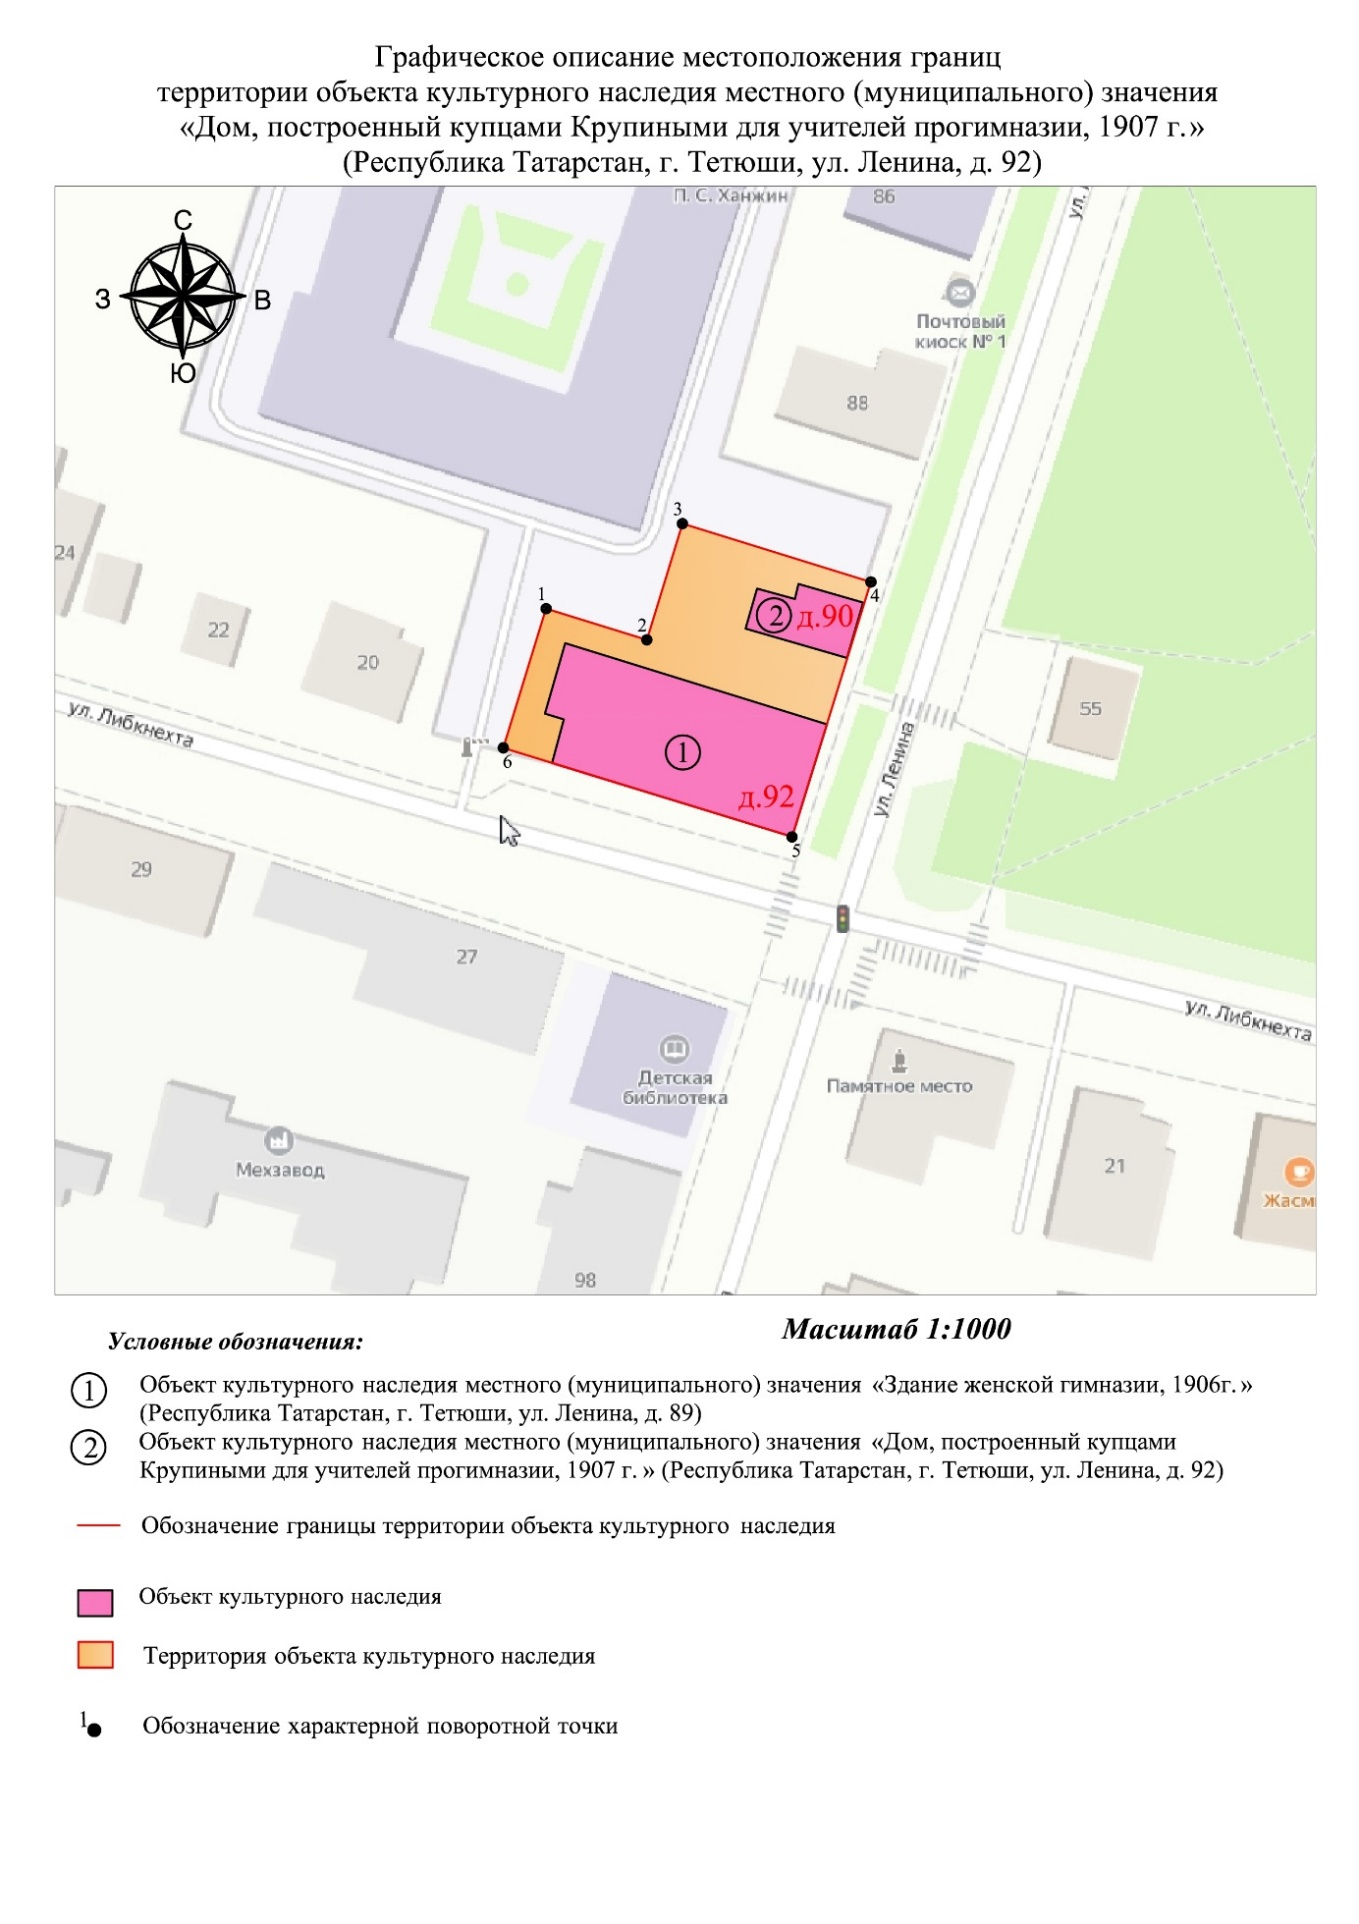 Графическое описание местоположения границ
территории объекта культурного наследия местного (муниципального) значения
«Дом, построенный купцами Крупиными для учителей прогимназии, 1907 г.»
(Республика Татарстан, г. Тетюши, ул. Ленина, д. 92)
П. С. Ханжин
86
ул.
С
З
В
Ю
Почтовый
киоск № 1
88
3
24
4
1
2 д.90
22
2
20
55
ул. Либкнехта
1
6
ул. Ленина
д.92
5
29
27
ул. Либкнехта
Детская
библиотека
Памятное место
Мехзавод
21
Жасм
98
Масштаб 1:1000
Условные обозначения:
1 Объект культурного наследия местного (муниципального) значения «Здание женской гимназии, 1906г.»
(Республика Татарстан, г. Тетюши, ул. Ленина, д. 89)
2 Объект культурного наследия местного (муниципального) значения «Дом, построенный купцами
Крупиными для учителей прогимназии, 1907 г. » (Республика Татарстан, г. Тетюши, ул. Ленина, д. 92)
Обозначение границы территории объекта культурного наследия
Объект культурного наследия
Территория объекта культурного наследия
1 Обозначение характерной поворотной точки